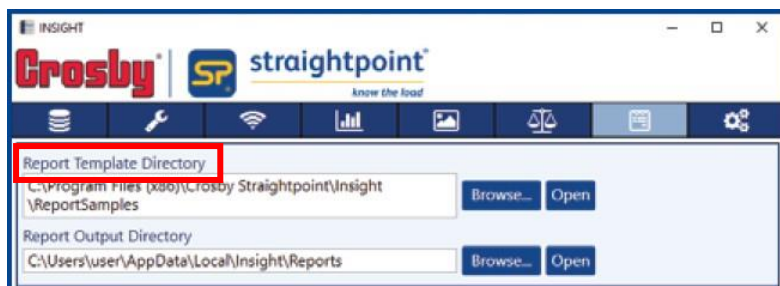 INSIGHT
Crosby SP. straightpoint
know the load
Report Template Directory
C:\Program Files (x86)\Crosby Straightpoint\Insight
\ReportSamples
Browse... Open
Report Output Directory
C:\Users\user\AppData\Local\Insight\Reports
Browse... Open